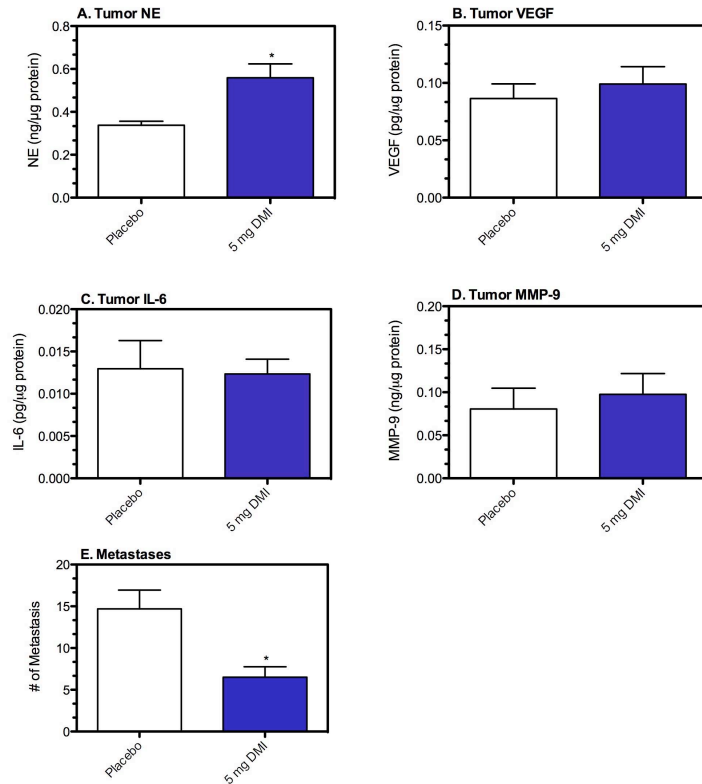 A. Tumor NE
NE (ng/µg protein)
0.8
0.6
0.4
0.2
0.0
Placebo
5 mg DMI
*
B. Tumor VEGF
VEGF (pg/µg protein)
0.15
0.10
0.05
0.00
Placebo
5 mg DMI
C. Tumor IL-6
IL-6 (pg/µg protein)
0.020
0.015
0.010
0.005
0.000
Placebo
5 mg DMI
D. Tumor MMP-9
MMP-9 (ng/µg protein)
0.20
0.15
0.10
0.05
0.00
Placebo
5 mg DMI
E. Metastases
# of Metastasis
20
15
10
5
0
Placebo
5 mg DMI
*